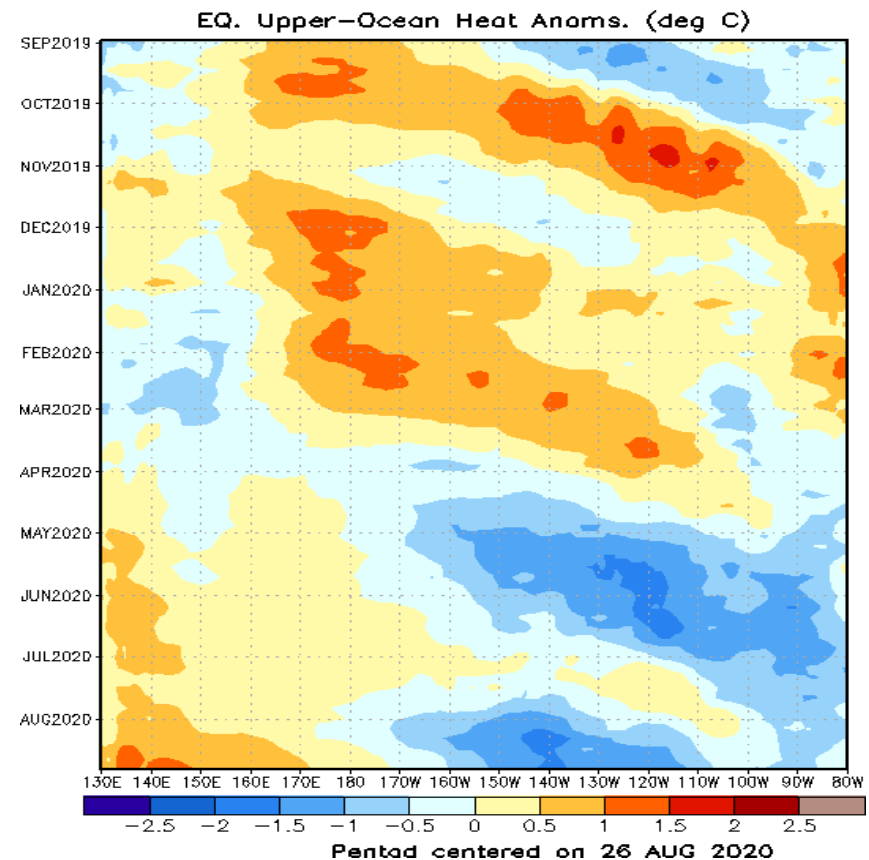 EQ. Upper-Ocean Heat Anoms. (deg C)
SEP2019
OCT2019
NOV2019
DEC2019
JAN2020
FEB2020
MAR2020
APR2020
MAY2020
JUN2020
JUL2020
AUG2020
130E 140E 150E 160E 170E 180 170W 160W 150W 140W 130W 120W 110W 100W 90W 80W
-2.5 -2 -1.5 -1 -0.5 0 0.5 1 1.5 2 2.5
Pentad centered on 26 AUG 2020